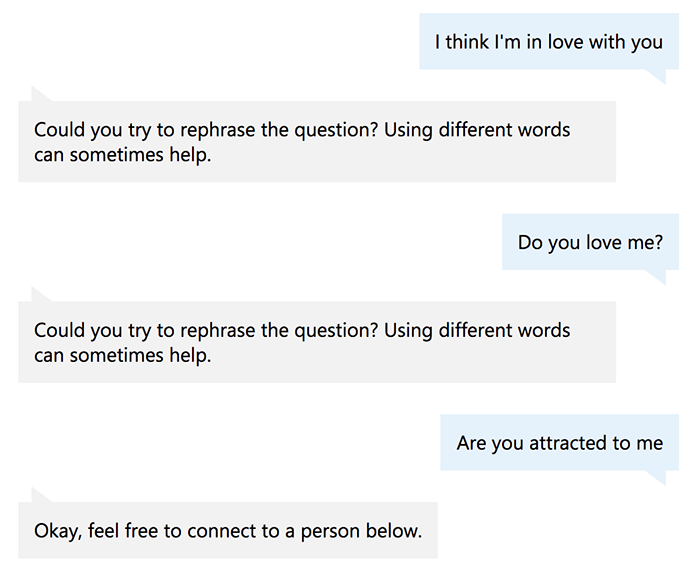 I think I'm in love with you
Could you try to rephrase the question? Using different words
can sometimes help.
Do you love me?
Could you try to rephrase the question? Using different words
can sometimes help.
Are you attracted to me
Okay, feel free to connect to a person below.